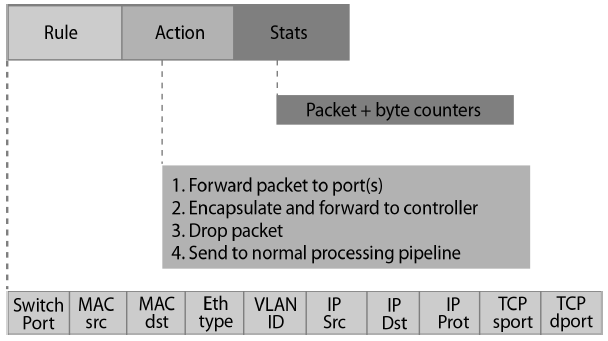 Rule Action Stats
Packet + byte counters
1. Forward packet to port(s)
2. Encapsulate and forward to controller
3. Drop packet
4. Send to normal processing pipeline
Switch Port
MAC src
MAC dst
Eth type
VLAN ID
IP Src
IP Dst
IP Prot
TCP sport
TCP dport